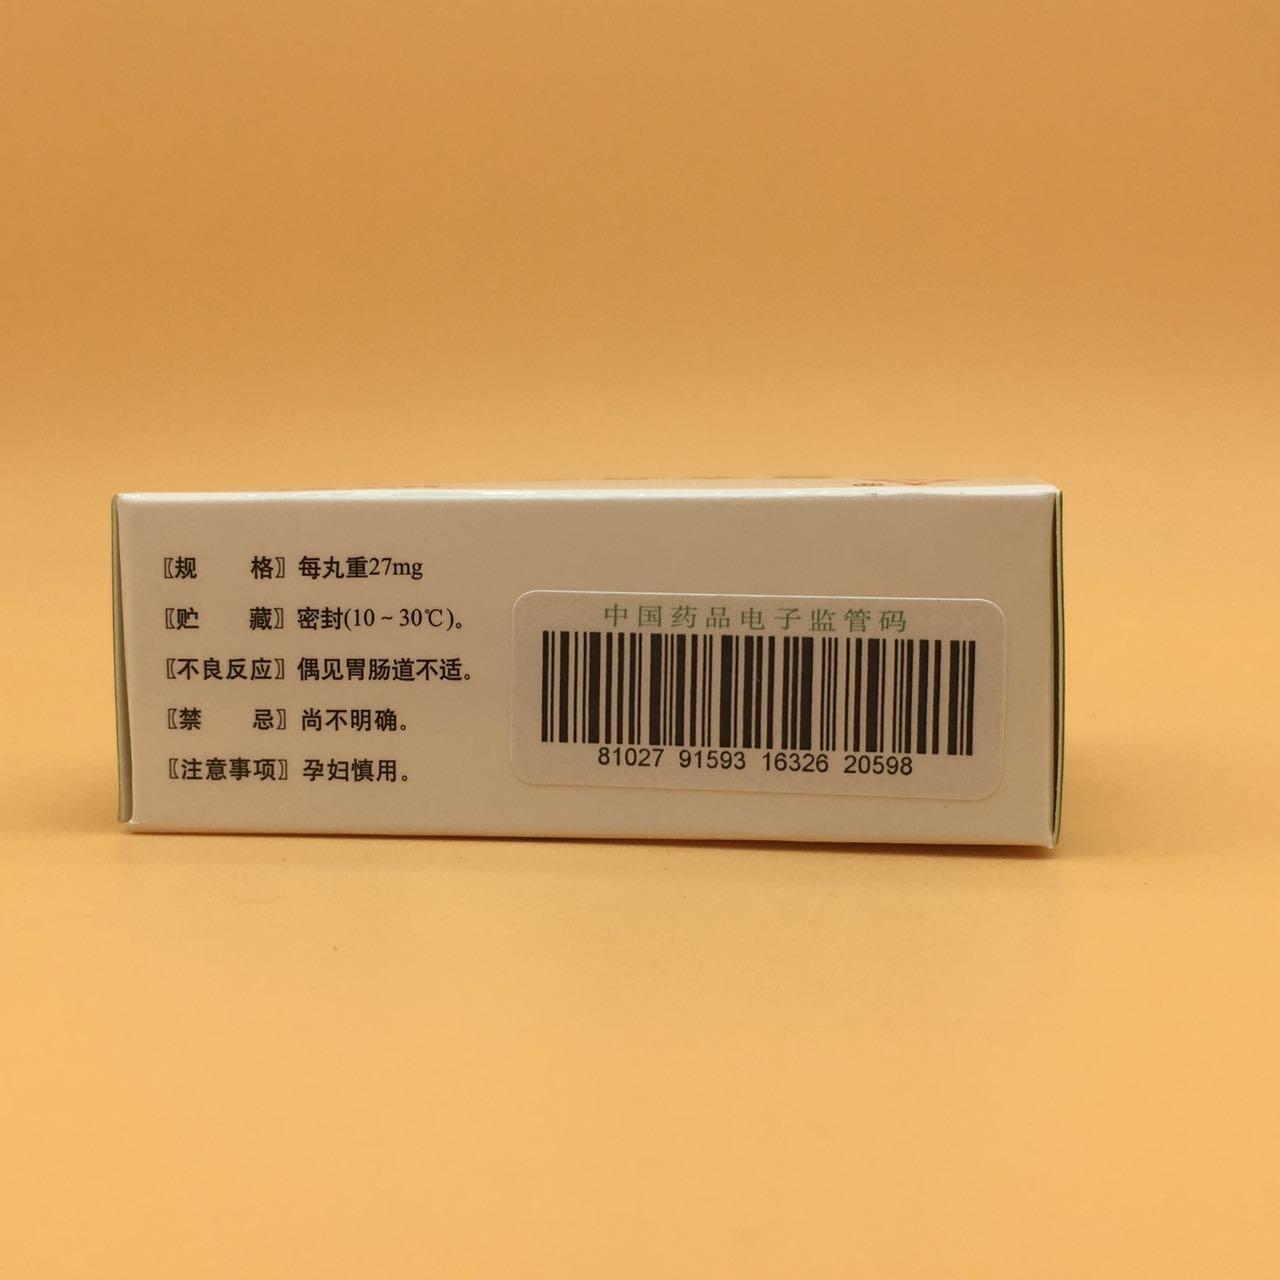 〖规 格〗每丸重27mg
〖贮 藏〗密封(10~30℃)。
〖不良反应〗偶见胃肠道不适。
〖禁 忌〗尚不明确。
〖注意事项〗孕妇慎用。
中国药品电子监管码
81027 91593 16326 20598